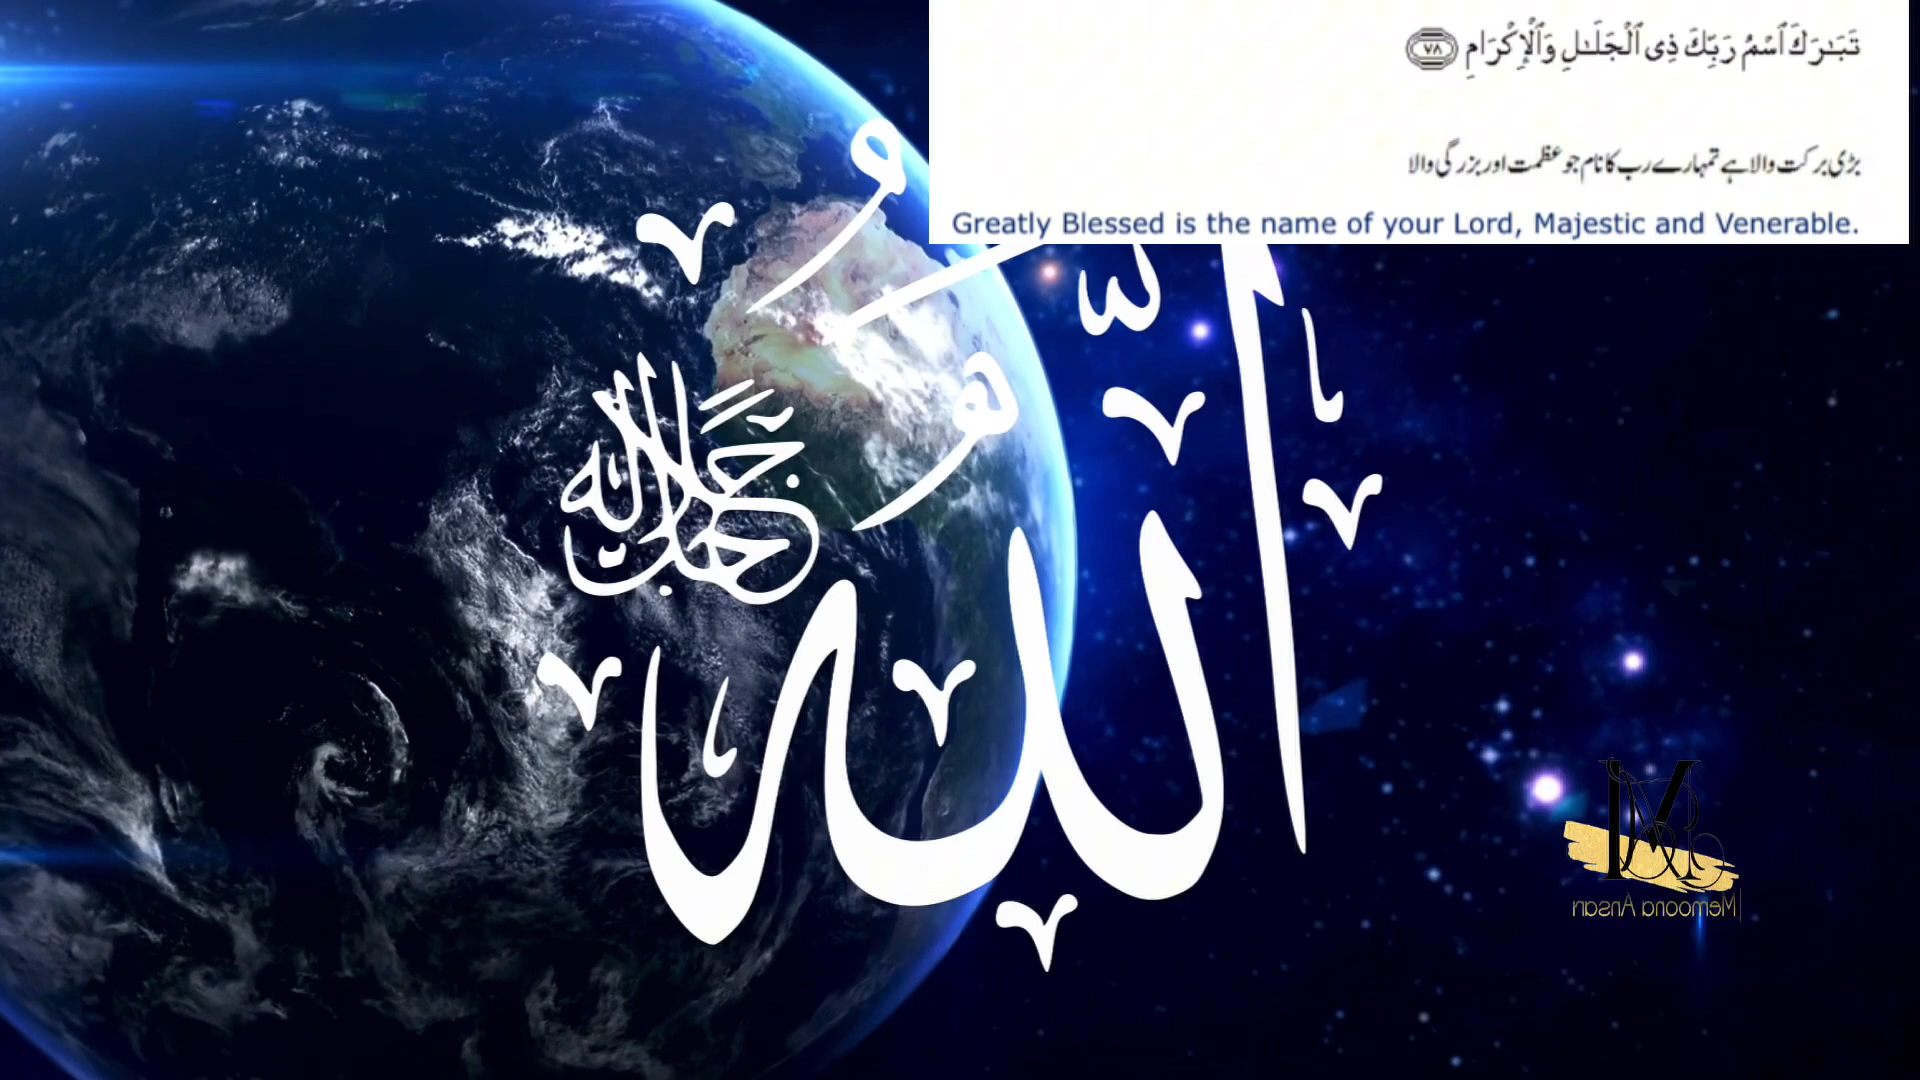 تَبَـٰرَكَ ٱسْمُ رَبِّكَ ذِى ٱلْجَلَـٰلِ وَٱلْإِكْرَامِ ٧٨
بڑی برکت والا ہے تمہارے رب کا نام جو عظمت اور بزرگی والا
Greatly Blessed is the name of your Lord, Majestic and Venerable.
الله
جل جلاله
Memoona Ansari